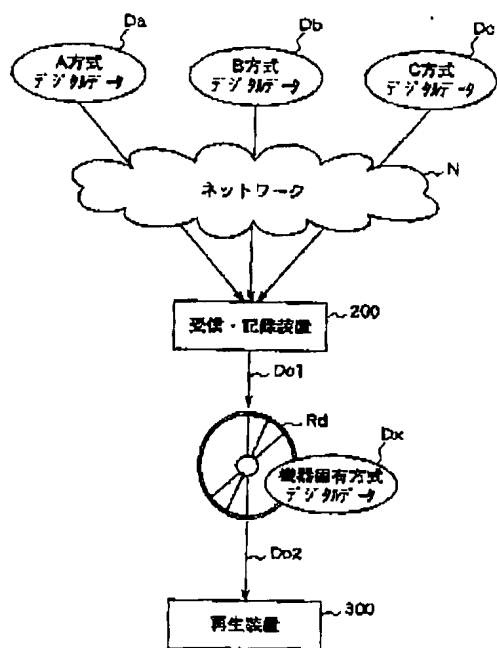 Da
Db
Dc
A方式
デジタルデータ
B方式
デジタルデータ
C方式
デジタルデータ
N
ネットワーク
受信・記録装置
200
Do1
Rd
Dx
機器固有方式
デジタルデータ
Do2
再生装置
300